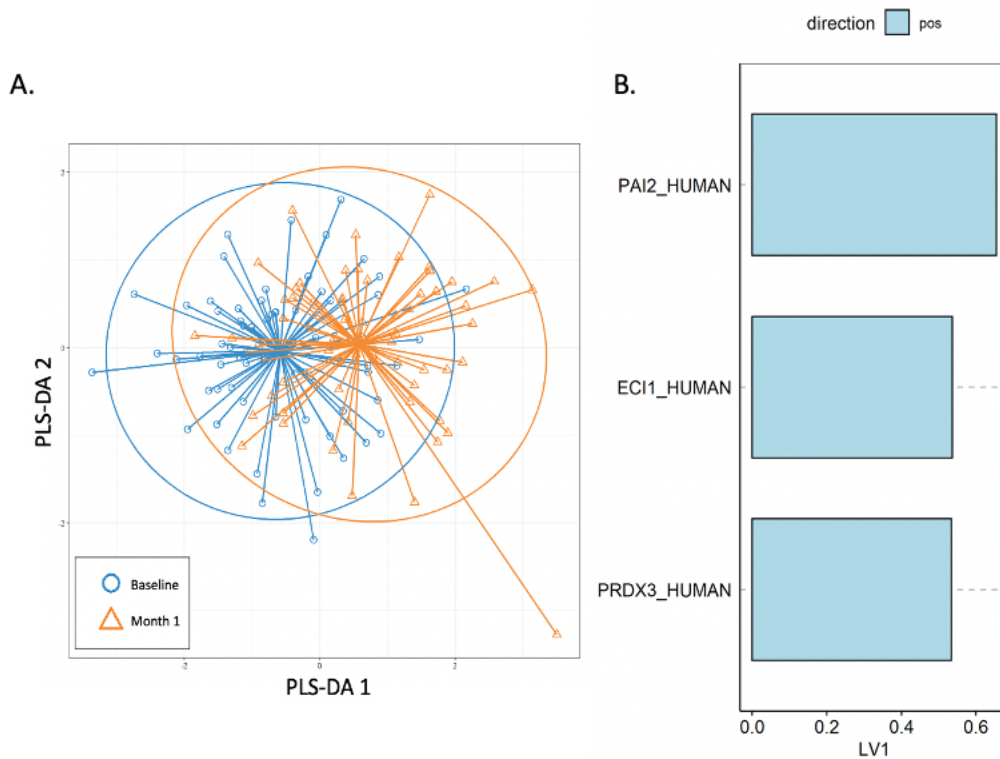 direction pos
A.
B.
PLS-DA 2
2
0
-2
Baseline
Month 1
-2 0 2
PLS-DA 1
PAI2_HUMAN
ECI1_HUMAN
PRDX3_HUMAN
0.0 0.2 0.4 0.6
LV1